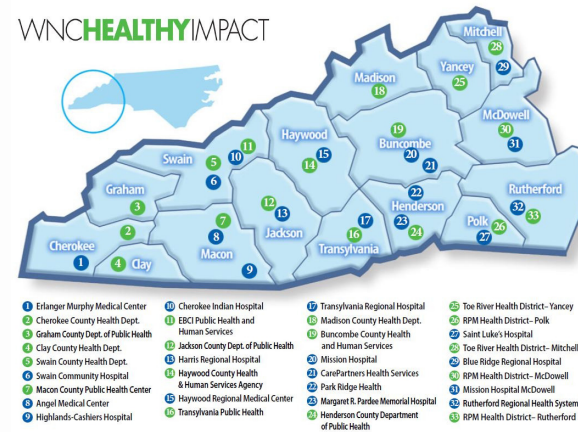 WNCHEALTHYIMPACT
Mitchell
28
29
Yancey
25
Madison
18
McDowell
30
31
19
Buncombe
20
21
Haywood
15
14
11
Swain
5
10
6
Graham
3
12
13
Jackson
22
Henderson
23
24
Rutherford
32
33
Polk
26
27
2
Cherokee
1
4 Clay
7
8
Macon
9
17
16
Transylvania
1 Erlanger Murphy Medical Center
2 Cherokee County Health Dept.
3 Graham County Dept. of Public Health
4 Clay County Health Dept.
5 Swain County Health Dept.
6 Swain Community Hospital
7 Macon County Public Health Center
8 Angel Medical Center
9 Highlands-Cashiers Hospital
10 Cherokee Indian Hospital
11 EBCI Public Health and
Human Services
12 Jackson County Dept. of Public Health
13 Harris Regional Hospital
14 Haywood County Health
& Human Services Agency
15 Haywood Regional Medical Center
16 Transylvania Public Health
17 Transylvania Regional Hospital
18 Madison County Health Dept.
19 Buncombe County Health
and Human Services
20 Mission Hospital
21 CarePartners Health Services
22 Park Ridge Health
23 Margaret R. Pardee Memorial Hospital
24 Henderson County Department
of Public Health
25 Toe River Health District– Yancey
26 RPM Health District– Polk
27 Saint Luke's Hospital
28 Toe River Health District– Mitchell
29 Blue Ridge Regional Hospital
30 RPM Health District– McDowell
31 Mission Hospital McDowell
32 Rutherford Regional Health System
33 RPM Health District– Rutherford